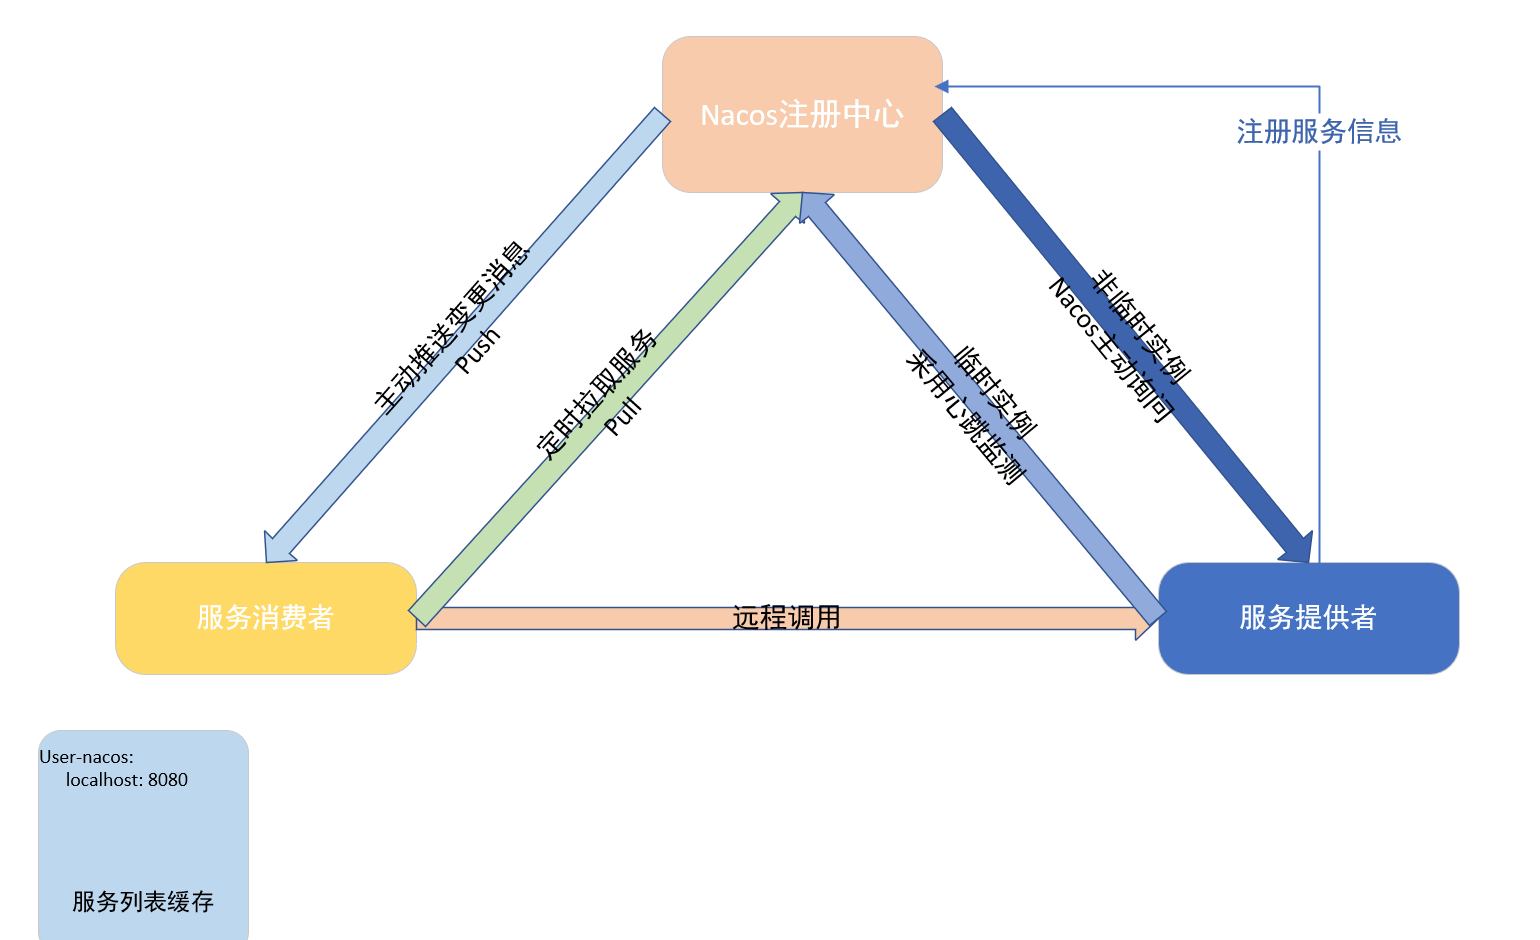 Nacos注册中心
注册服务信息
主动推送变更消息
Push
定时拉取服务
Pull
临时实例
采用心跳监测
非临时实例
Nacos主动询问
服务消费者
远程调用
服务提供者
User-nacos:
localhost: 8080
服务列表缓存